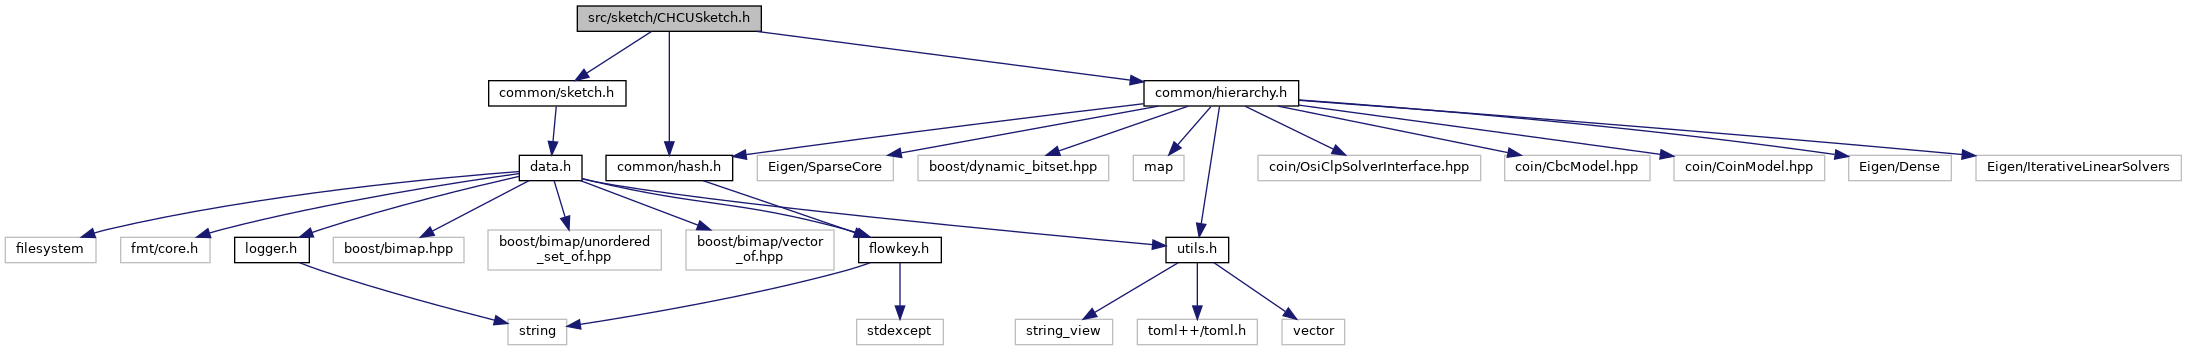 src/sketch/CHCUSketch.h
common/sketch.h
common/hierarchy.h
data.h
common/hash.h
Eigen/SparseCore
boost/dynamic_bitset.hpp
map
coin/OsiClpSolverInterface.hpp
coin/CbcModel.hpp
coin/CoinModel.hpp
Eigen/Dense
Eigen/IterativeLinearSolvers
filesystem
fmt/core.h
logger.h
boost/bimap.hpp
boost/bimap/unordered
_set_of.hpp
boost/bimap/vector
_of.hpp
flowkey.h
utils.h
string
stdexcept
string_view
toml++/toml.h
vector